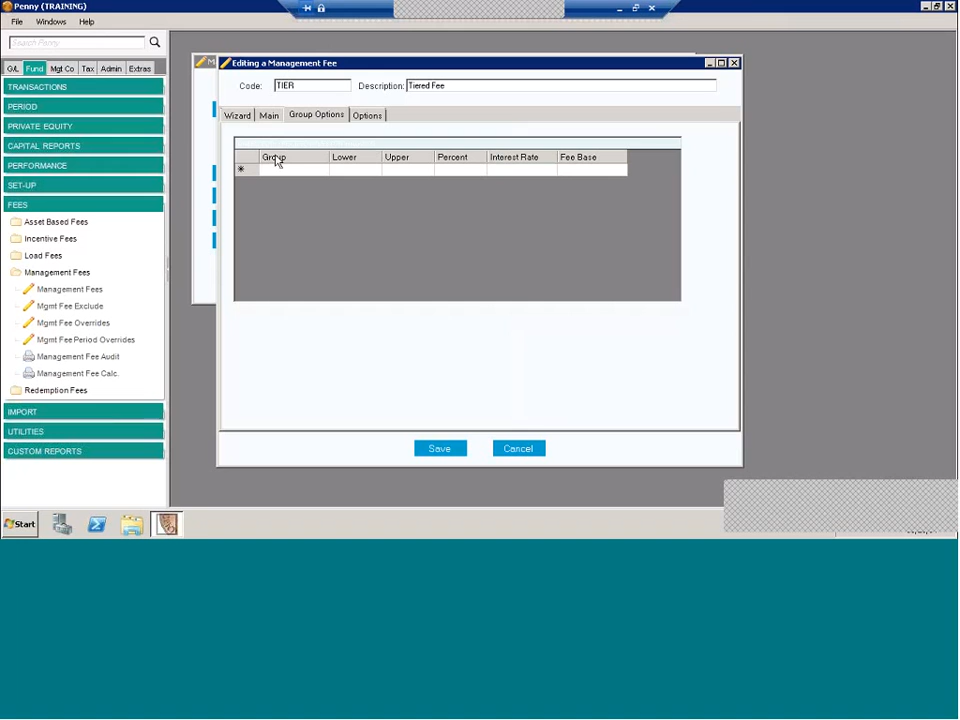 Penny (TRAINING)
File Windows Help
Search Penny
G/L Fund Mgt Co Tax Admin Extras
TRANSACTIONS
PERIOD
PRIVATE EQUITY
CAPITAL REPORTS
PERFORMANCE
SET-UP
FEES
Asset Based Fees
Incentive Fees
Load Fees
Management Fees
Management Fees
Mgmt Fee Exclude
Mgmt Fee Overrides
Mgmt Fee Period Overrides
Management Fee Audit
Management Fee Calc.
Redemption Fees
IMPORT
UTILITIES
CUSTOM REPORTS
Editing a Management Fee
Code: TIER Description: Tiered Fee
Wizard Main Group Options Options
Group Lower Upper Percent Interest Rate Fee Base
Save Cancel
Start